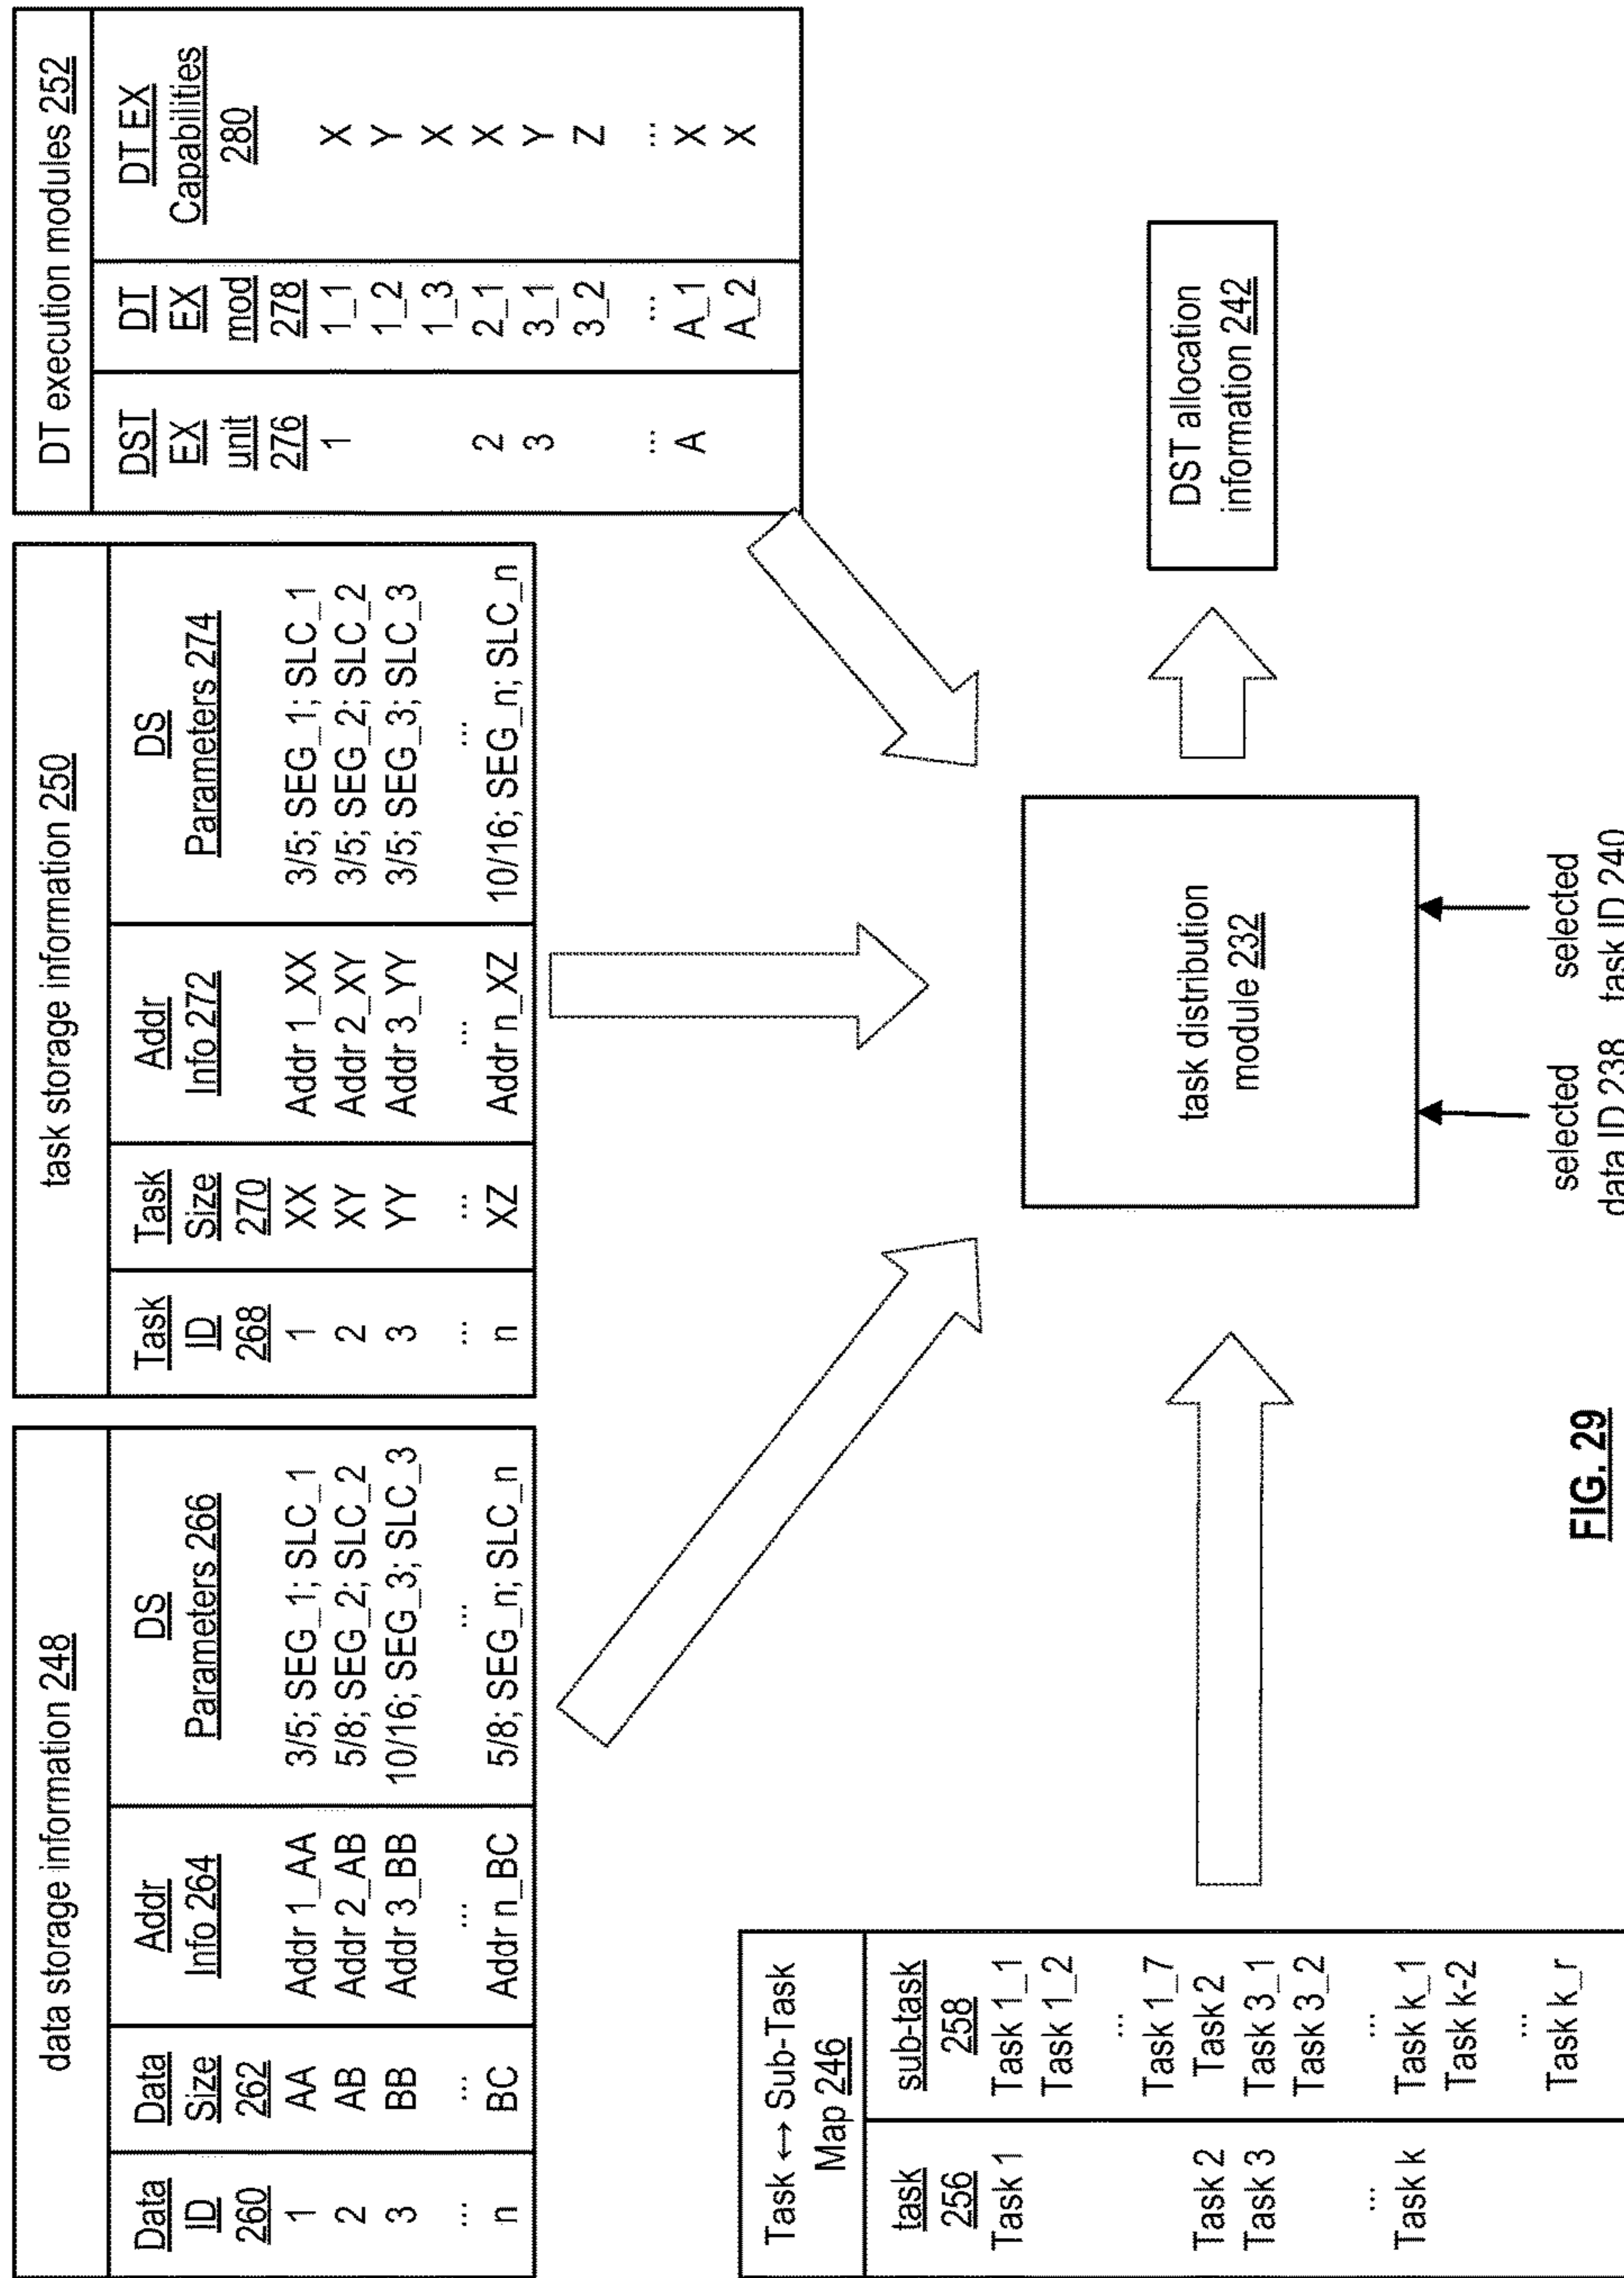 data storage information 248
Data ID 260 | Data Size 262 | Addr Info 264 | DS Parameters 266
1 | AA | Addr 1_AA | 3/5; SEG_1; SLC_1
2 | AB | Addr 2_AB | 5/8; SEG_2; SLC_2
3 | BB | Addr 3_BB | 10/16; SEG_3; SLC_3
... | ... | ... | ...
n | BC | Addr n_BC | 5/8; SEG_n; SLC_n
task storage information 250
Task ID 268 | Task Size 270 | Addr Info 272 | DS Parameters 274
1 | XX | Addr 1_XX | 3/5; SEG_1; SLC_1
2 | XY | Addr 2_XY | 3/5; SEG_2; SLC_2
3 | YY | Addr 3_YY | 3/5; SEG_3; SLC_3
... | ... | ... | ...
n | XZ | Addr n_XZ | 10/16; SEG_n; SLC_n
DT execution modules 252
DST EX unit 276 | DT EX mod 278 | DT EX Capabilities 280
1 | 1_1 | X
1_2 | Y
1_3 | X
2 | 2_1 | X
3 | 3_1 | Y
3_2 | Z
... | ... | ...
A | A_1 | X
A_2 | X
Task ↔ Sub-Task
Map 246
task 256 | sub-task 258
Task 1 | Task 1_1
Task 1_2
...
Task 1_7
Task 2 | Task 2
Task 3 | Task 3_1
Task 3_2
... | ...
Task k | Task k_1
Task k-2
...
Task k_r
task distribution
module 232
DST allocation
information 242
selected
data ID 238
selected
task ID 240
FIG. 29